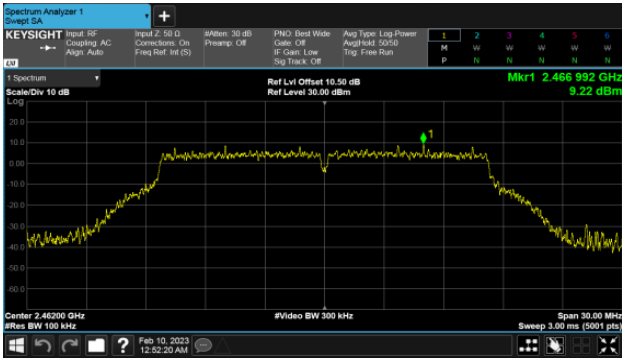 Spectrum Analyzer 1
Swept SA
+
KEYSIGHT Input: RF Input Z: 50 Ω #Atten: 30 dB PNO: Best Wide Avg Type: Log-Power 1 2 3 4 5 6
Coupling: AC Corrections: On Preamp: Off Gate: Off Avg|Hold: 50/50 M W W W W W
Align: Auto Freq Ref: Int (S) IF Gain: Low Trig: Free Run
Sig Track: Off P N N N N N
LXI
1 Spectrum Ref Lvl Offset 10.50 dB Mkr1 2.466 992 GHz
Scale/Div 10 dB Ref Level 30.00 dBm 9.22 dBm
Log
20.0
10.0
1
0.00
-10.0
-20.0
-30.0
-40.0
-50.0
-60.0
Center 2.46200 GHz #Video BW 300 kHz Span 30.00 MHz
#Res BW 100 kHz Sweep 3.00 ms (5001 pts)
? Feb 10, 2023
12:52:20 AM